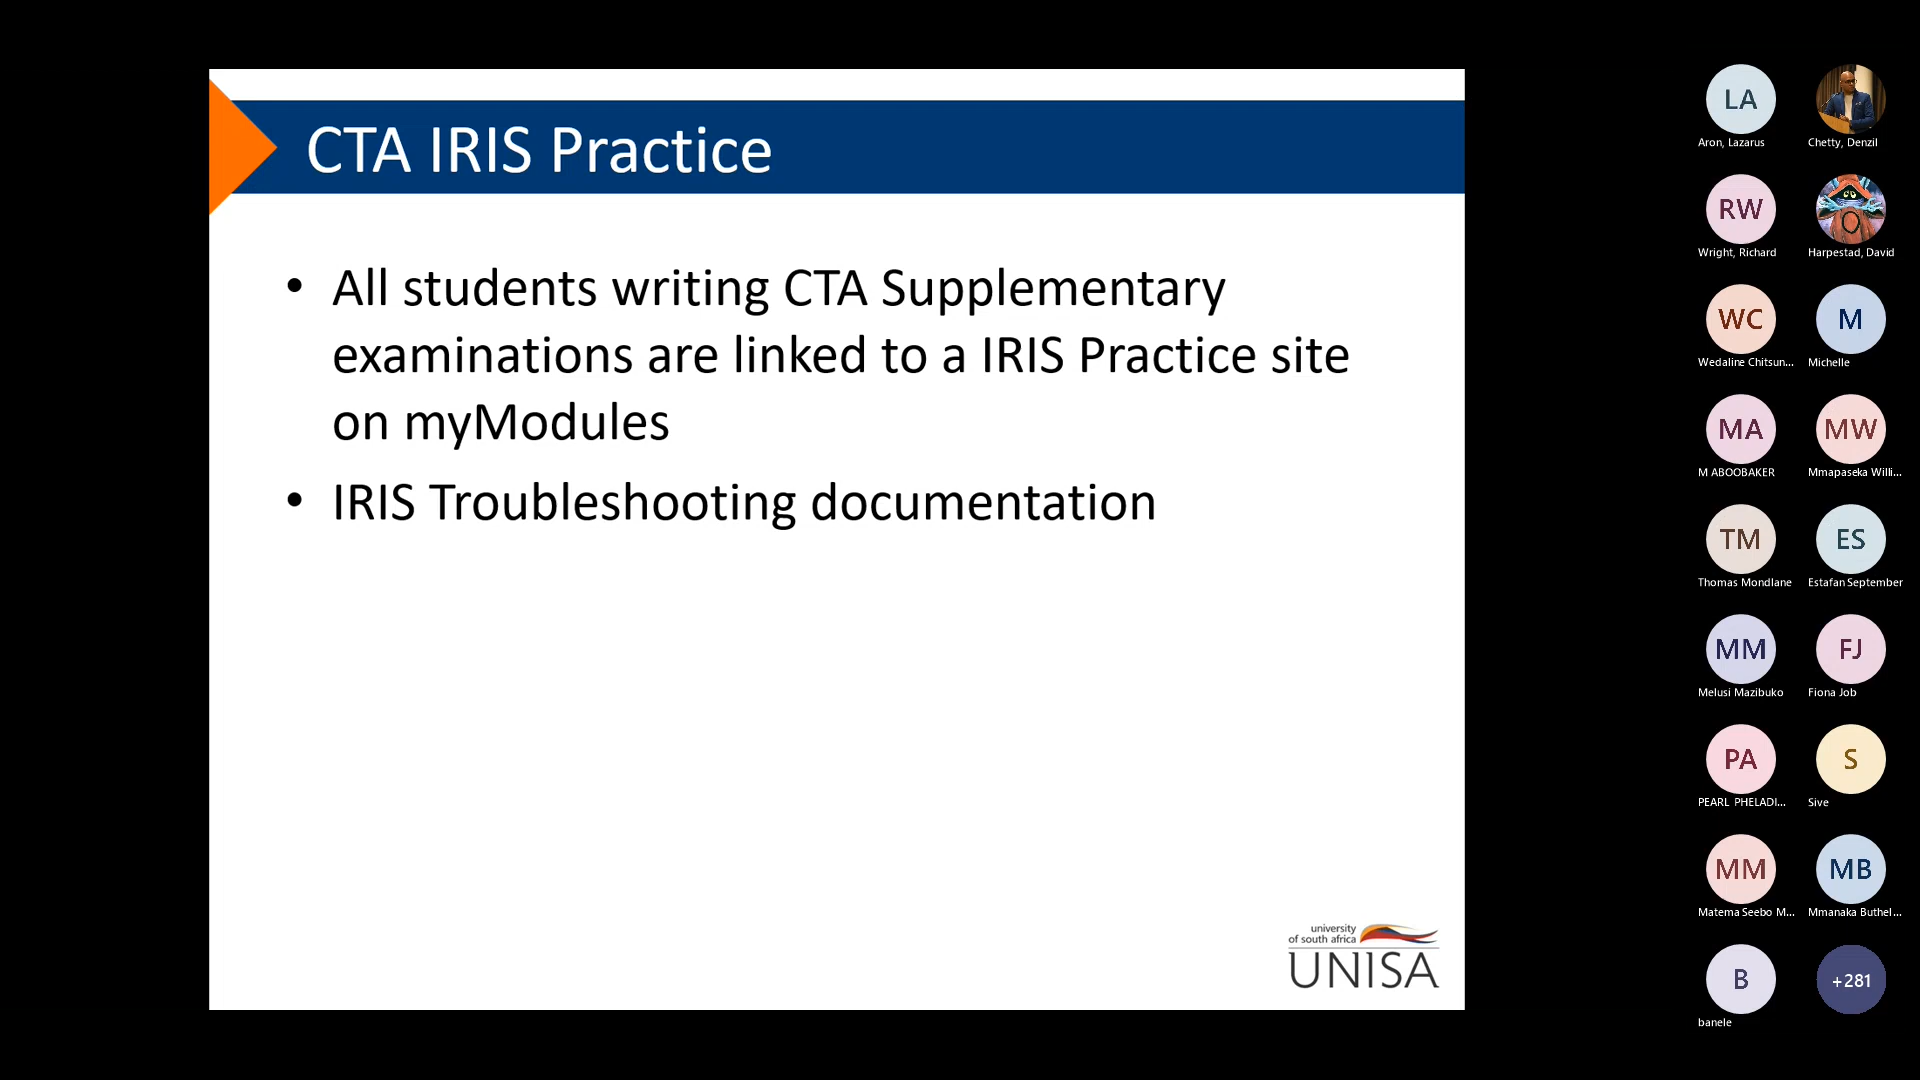 CTA IRIS Practice
• All students writing CTA Supplementary
examinations are linked to a IRIS Practice site
on myModules
• IRIS Troubleshooting documentation
university
of south africa
UNISA
LA
Aron, Lazarus
Chetty, Denzil
RW
Wright, Richard
Harpestad, David
WC
Wedaline Chitsun...
M
Michelle
MA
M ABOOBAKER
MW
Mmapaseka Willi...
TM
Thomas Mondlane
ES
Estafan September
MM
Melusi Mazibuko
FJ
Fiona Job
PA
PEARL PHELADI...
S
Sive
MM
Matema Seebo M...
MB
Mmanaka Buthel...
B
banele
+281